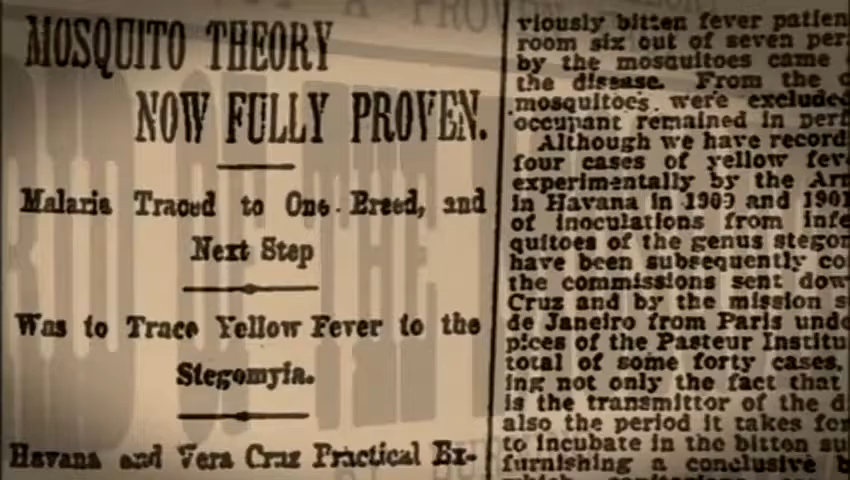 MOSQUITO THEORY
NOW FULLY PROVEN.
Malaria Traced to One Breed, and
Next Step
Was to Trace Yellow Fever to the
Stegomyia.
Havana and Vera Cruz Practical Ex-
viously bitten fever patien
room six out of seven per
by the mosquitoes came
the disease. From the
mosquitoes were excluded
occupant remained in perf
Although we have record
four cases of yellow fev
experimentally by the Arm
in Havana in 1900 and 1901
of inoculations from infe
quitoes of the genus stegom
have been subsequently co
the commissions sent dow
Cruz and by the mission s
de Janeiro from Paris unde
pices of the Pasteur Institu
total of some forty cases,
ing not only the fact that
is the transmitter of the d
also the period it takes for
to incubate in the bitten su
furnishing a conclusive b